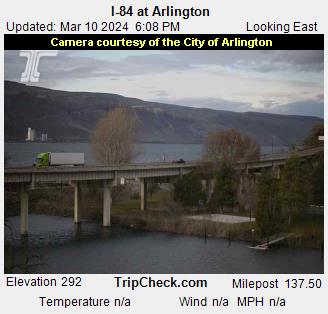 I-84 at Arlington
Updated: Mar 10 2024 6:08 PM Looking East
Camera courtesy of the City of Arlington
Elevation 292 TripCheck.com Milepost 137.50
Temperature n/a Wind n/a MPH n/a